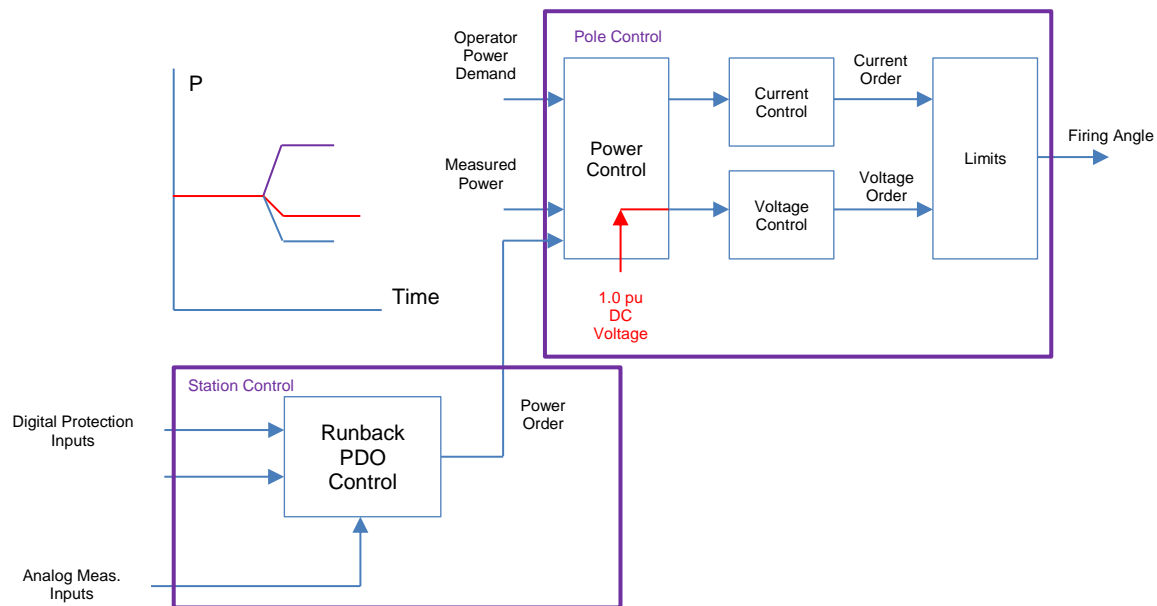 Pole Control
Operator
Power
Demand
Current
Order
P
Current
Control
Firing Angle
Measured
Power
Power
Control
Limits
Voltage
Order
Voltage
Control
Time
1.0 pu
DC
Voltage
Station Control
Digital Protection
Inputs
Runback
PDO
Control
Power
Order
Analog Meas.
Inputs